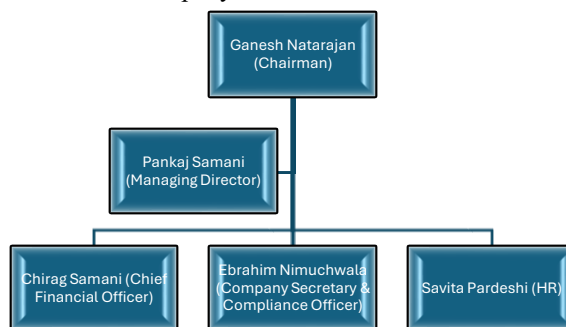 Ganesh Natarajan
(Chairman)
Pankaj Samani
(Managing Director)
Chirag Samani (Chief
Financial Officer)
Ebrahim Nimuchwala
(Company Secretary &
Compliance Officer)
Savita Pardeshi (HR)